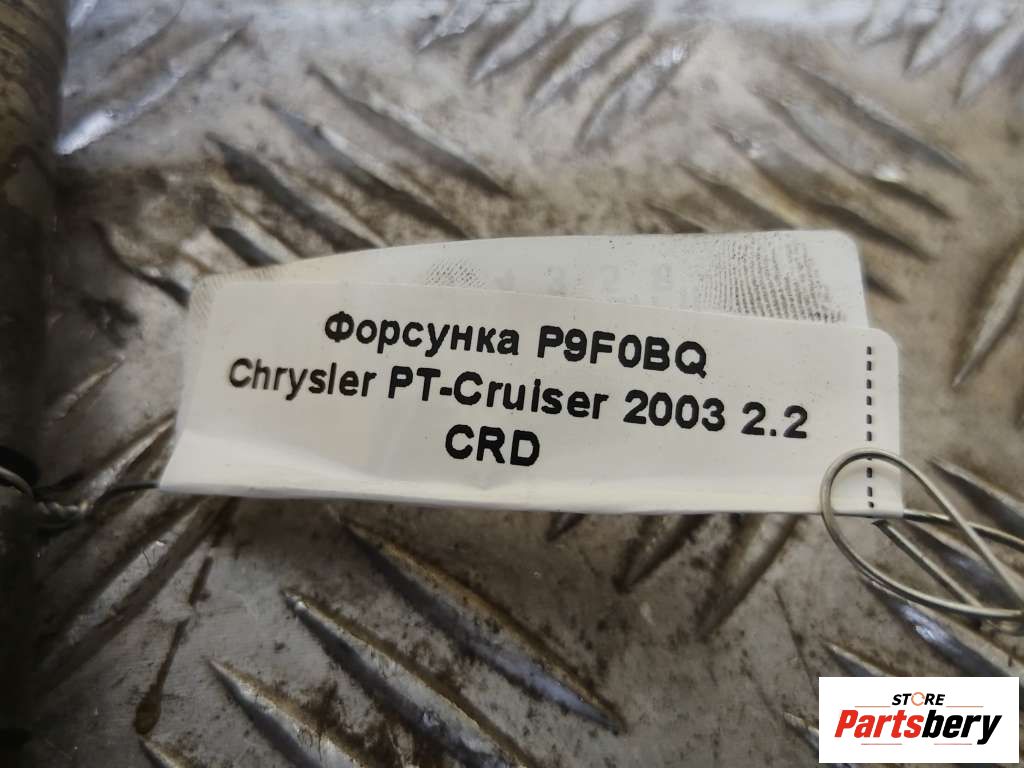 Форсунка P9F0BQ
Chrysler PT-Cruiser 2003 2.2
CRD
STORE
Partsbery